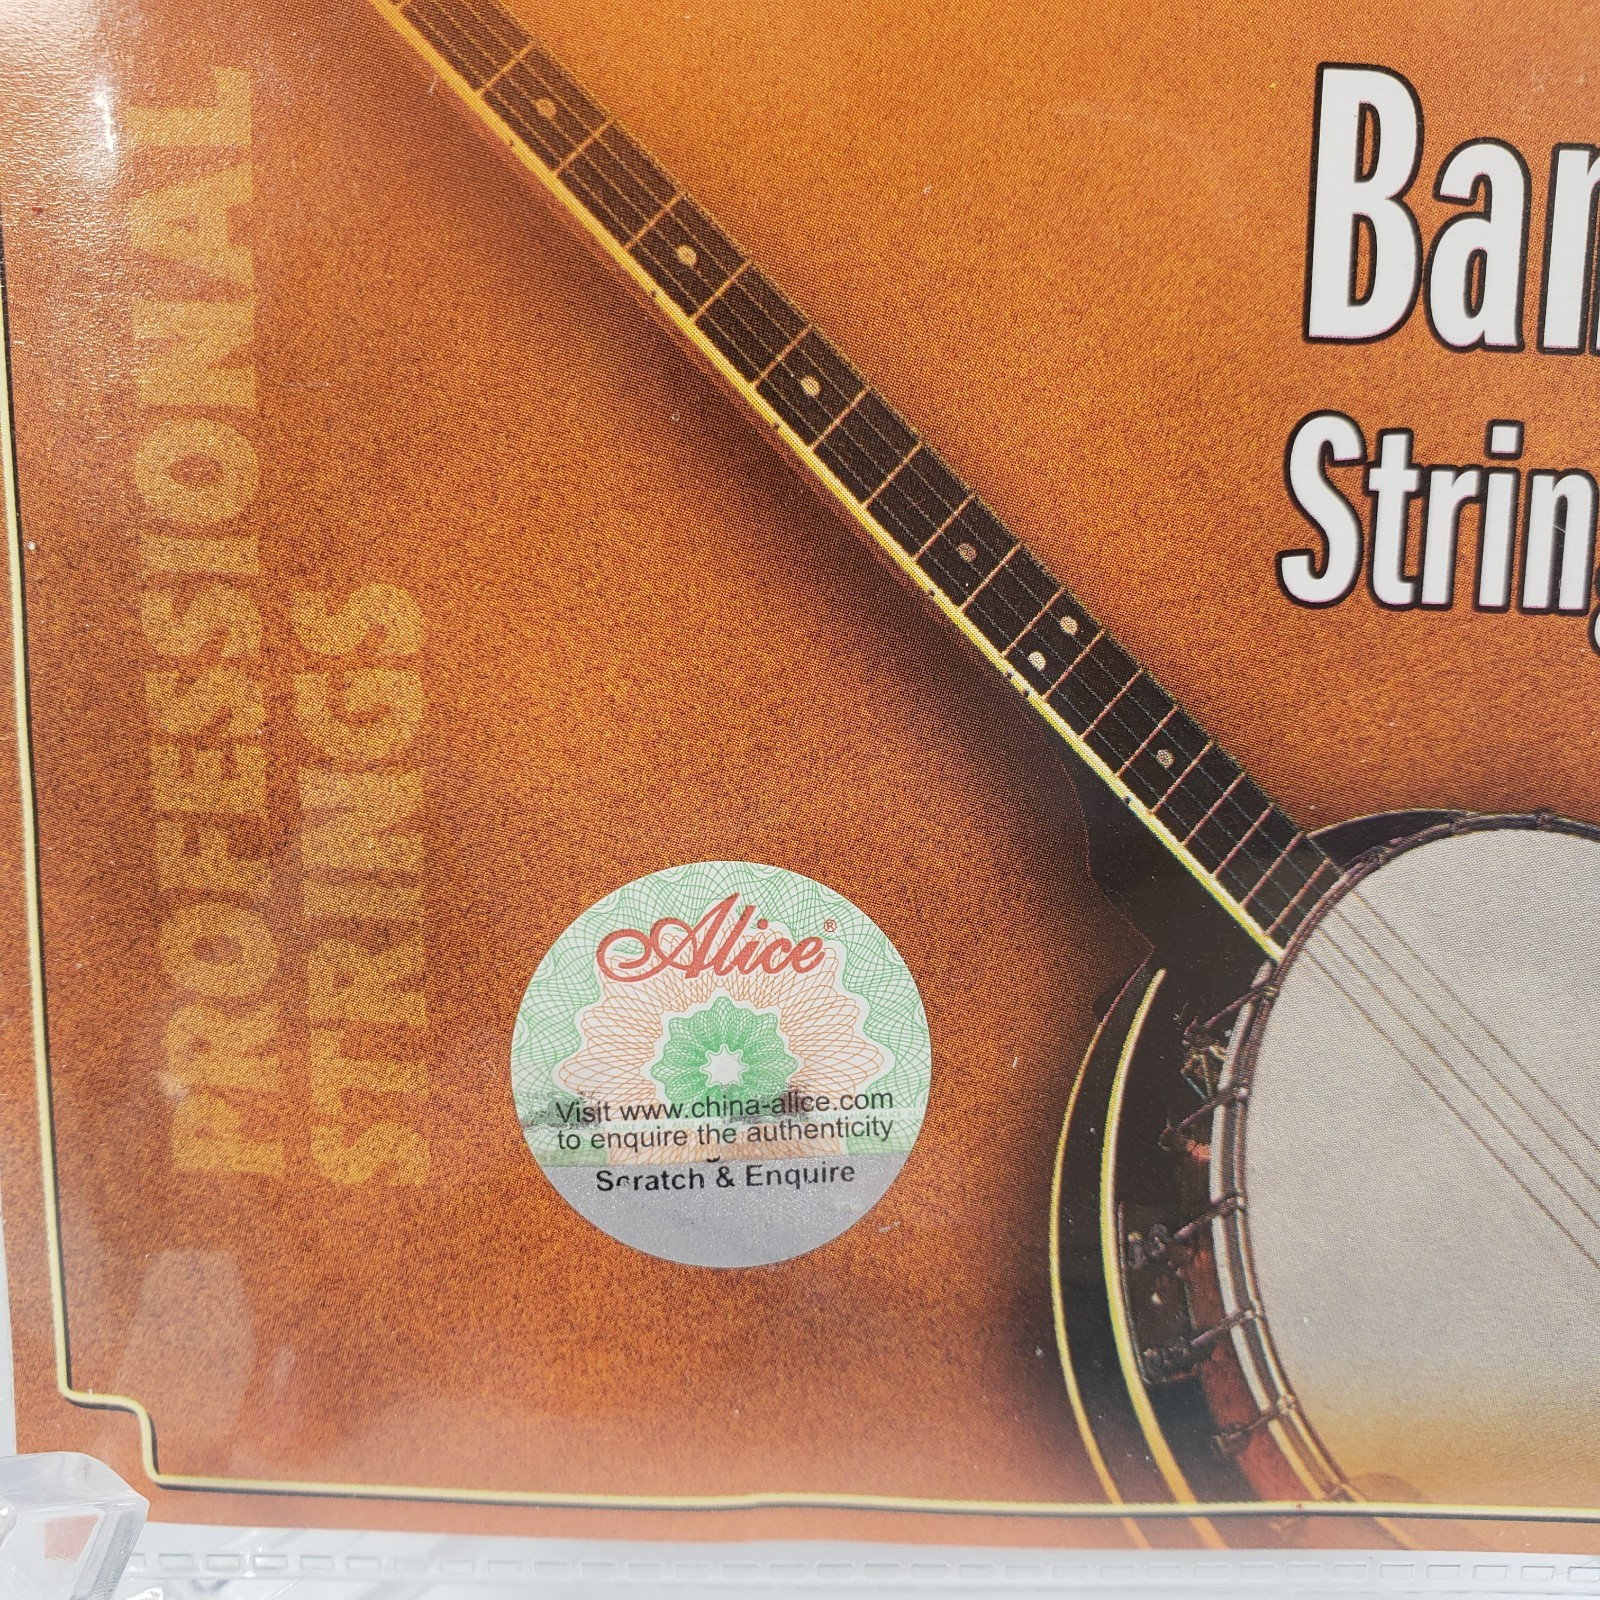 PROFESSIONAL
STRINGS
Ban
String
Alice®
Visit www.china-alice.com
to enquire the authenticity
Scratch & Enquire